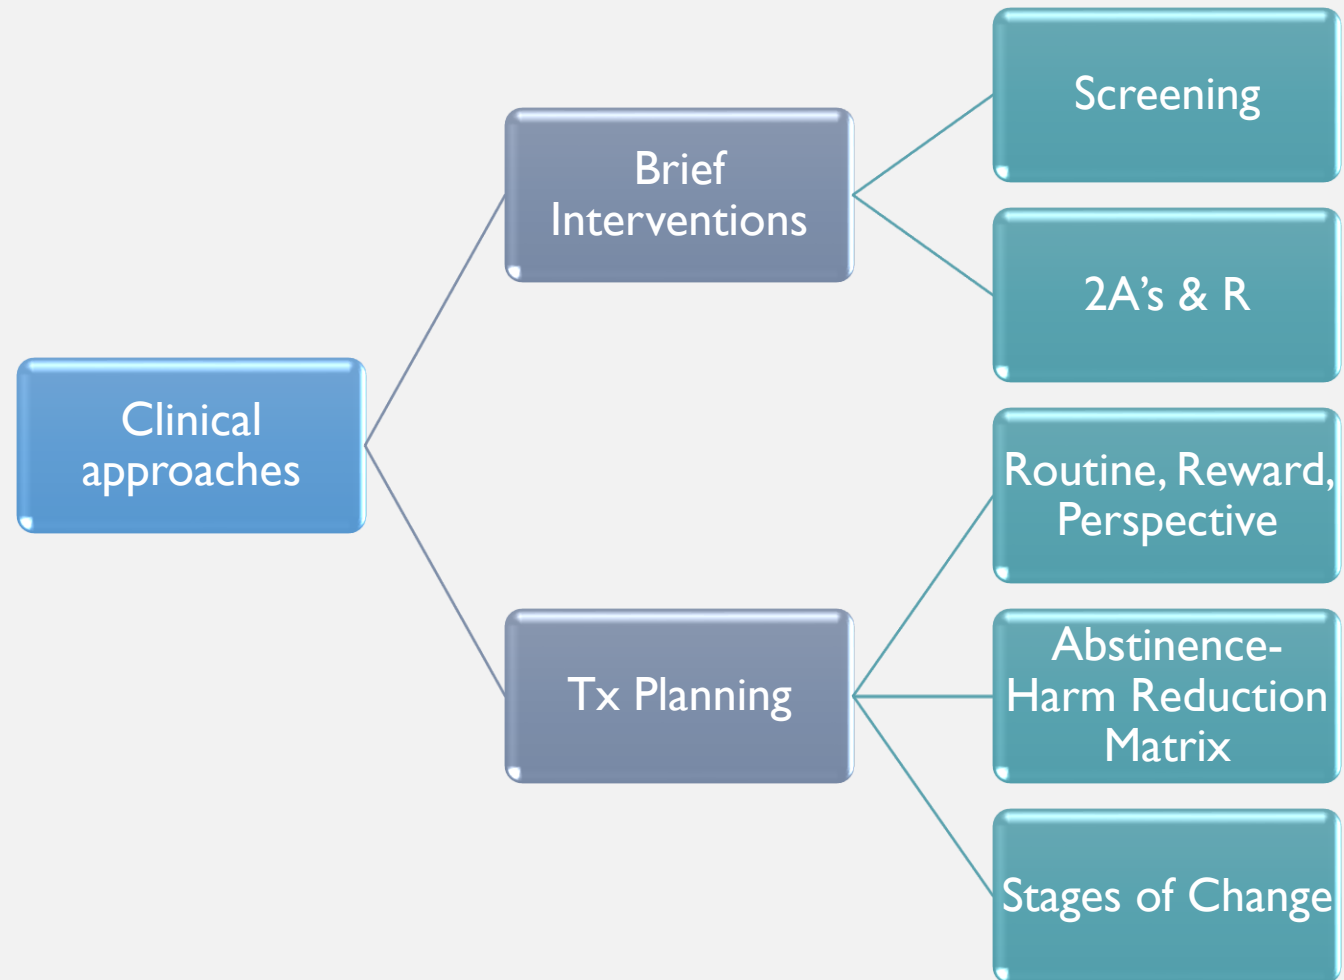 Clinical
approaches
Brief
Interventions
Screening
2A’s & R
Tx Planning
Routine, Reward,
Perspective
Abstinence-
Harm Reduction
Matrix
Stages of Change